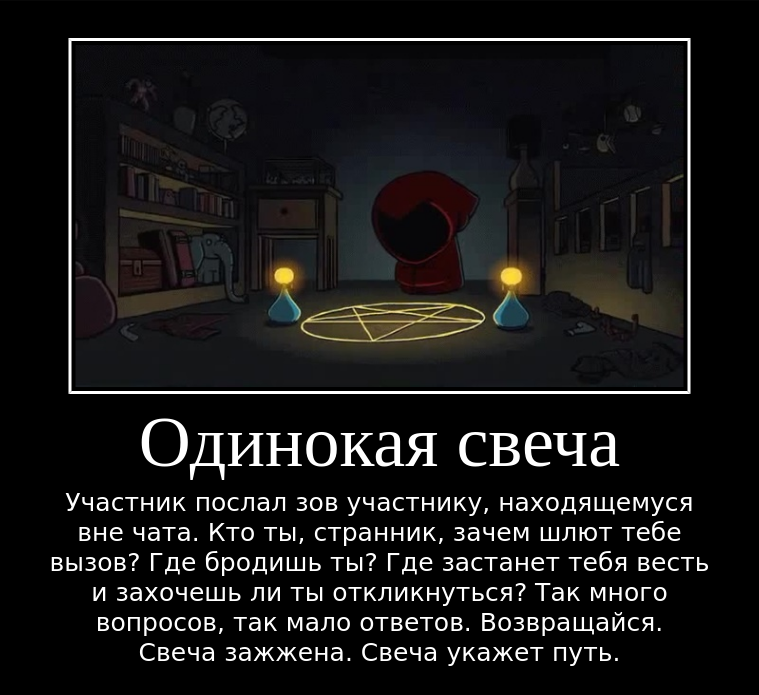 Одинокая свеча
Участник послал зов участнику, находящемуся
вне чата. Кто ты, странник, зачем шлют тебе
вызов? Где бродишь ты? Где застанет тебя весть
и захочешь ли ты откликнуться? Так много
вопросов, так мало ответов. Возвращайся.
Свеча зажжена. Свеча укажет путь.